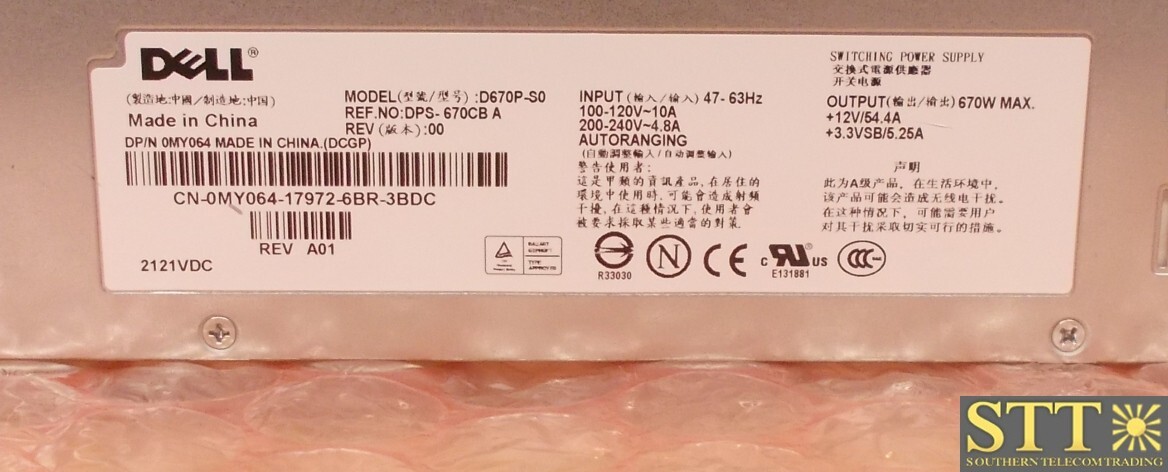 DELL®
(製造地:中國/制造地:中国)
Made in China
MODEL(型號/型号):D670P-S0
REF.NO:DPS-670CB A
REV(版本):00
DP/N 0MY064 MADE IN CHINA.(DCGP)
CN-0MY064-17972-6BR-3BDC
REV A01
2121VDC
INPUT(輸入/输入) 47-63Hz
100-120V~10A
200-240V~4.8A
AUTORANGING
(自動調整輸入/自动调整输入)
警告使用者:
這是甲類的資訊產品,在居住的
環境中使用時,可能會造成射頻
干擾,在這種情況下,使用者會
被要求採取某些適當的對策.
SWITCHING POWER SUPPLY
交換式電源供應器
开关电源
OUTPUT(輸出/输出)670W MAX.
+12V/54.4A
+3.3VSB/5.25A
声明
此为A级产品,在生活环境中,
该产品可能会造成无线电干扰。
在这种情况下,可能需要用户
对其干扰采取切实可行的措施。
TYPE
APPROVED
R33030
N
CE
c RU us
E131881
CCC
STT
SOUTHERN TELECOM TRADING